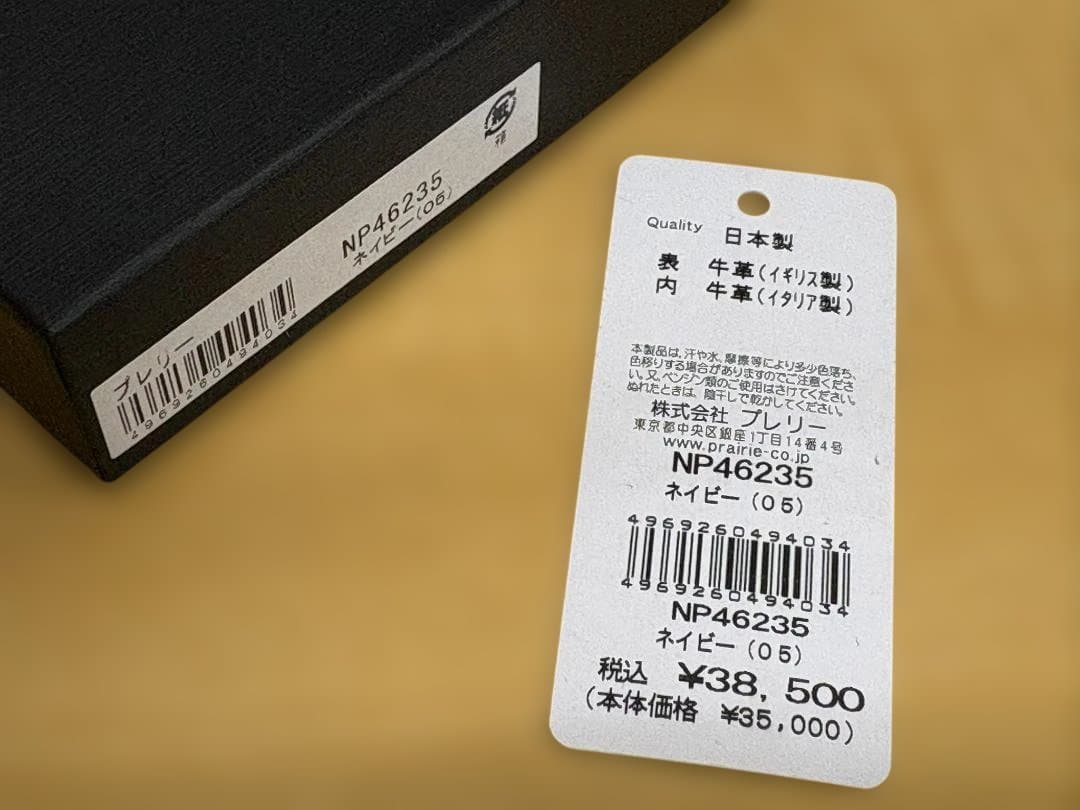 紙
箱
NP46235
ネイビー(05)
プレリー
4969260494034
Quality 日本製
表 牛革(イギリス製)
内 牛革(イタリア製)
本製品は、汗や水、摩擦等により多少色落ち、
色移りする場合がありますのでご注意くださ
い。又、ベンジン類のご使用はさけてください。
ぬれたときは、陰干しで乾かしてください。
株式会社 プレリー
東京都中央区銀座1丁目14番4号
www.prairie-co.jp
NP46235
ネイビー(05)
4969260494034
4969260494034
NP46235
ネイビー(05)
税込 ¥38,500
(本体価格 ¥35,000)